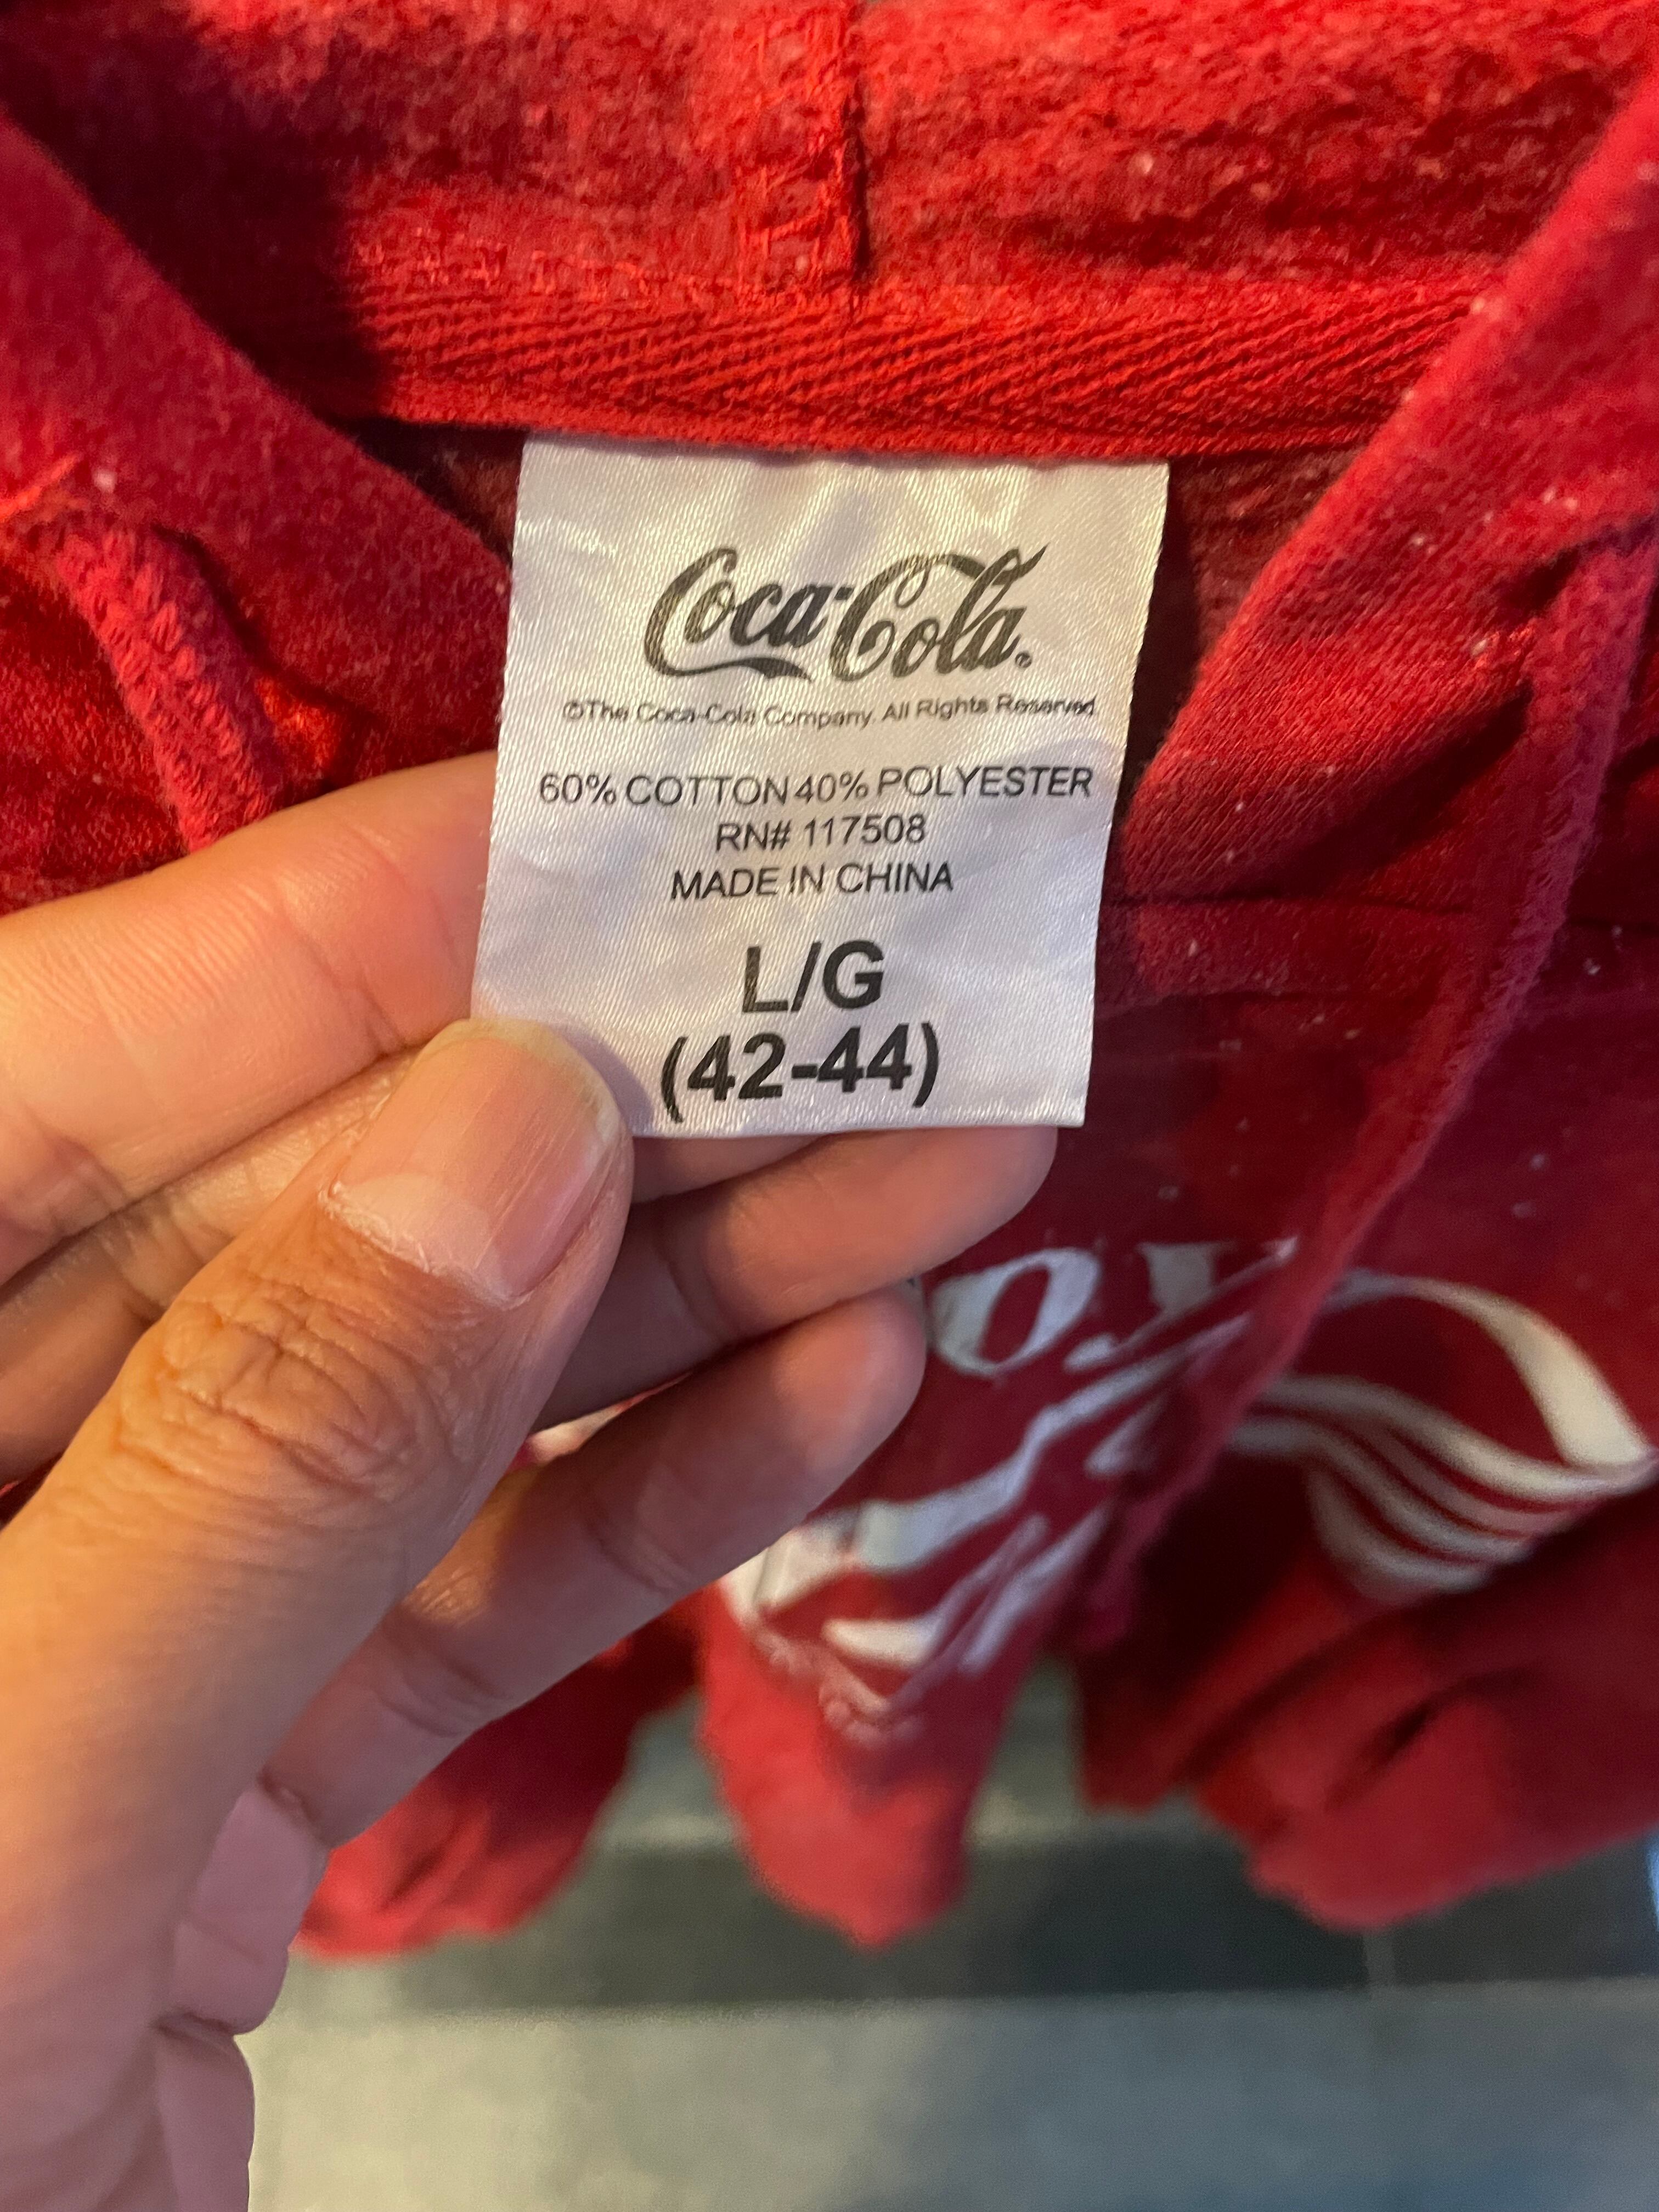 Coca-Cola®
©The Coca-Cola Company. All Rights Reserved.
60% COTTON 40% POLYESTER
RN# 117508
MADE IN CHINA
L/G
(42-44)